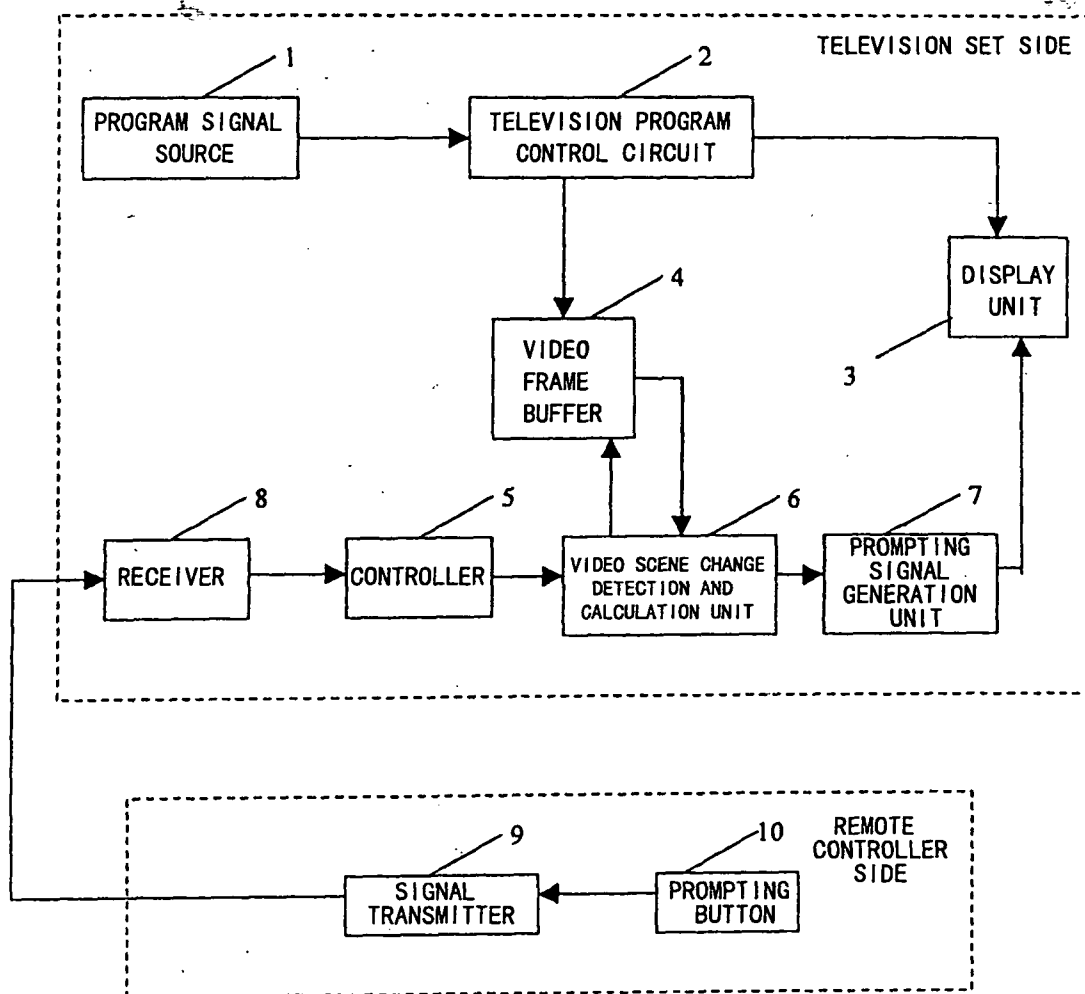 TELEVISION SET SIDE
1
2
PROGRAM SIGNAL
SOURCE
TELEVISION PROGRAM
CONTROL CIRCUIT
4
DISPLAY
UNIT
3
VIDEO
FRAME
BUFFER
8
5
6
7
RECEIVER
CONTROLLER
VIDEO SCENE CHANGE
DETECTION AND
CALCULATION UNIT
PROMPTING
SIGNAL
GENERATION
UNIT
9
10
REMOTE
CONTROLLER
SIDE
SIGNAL
TRANSMITTER
PROMPTING
BUTTON